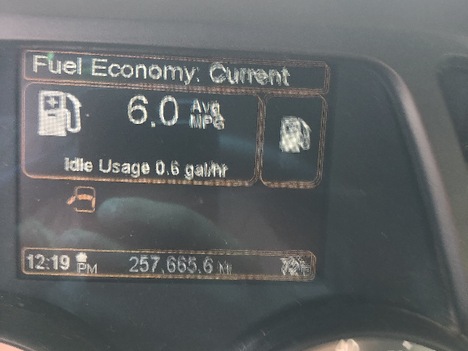 Fuel Economy: Current
6.0 Avg MPG
Idle Usage 0.6 gal/hr
12:19 PM 257,665.6 Mi